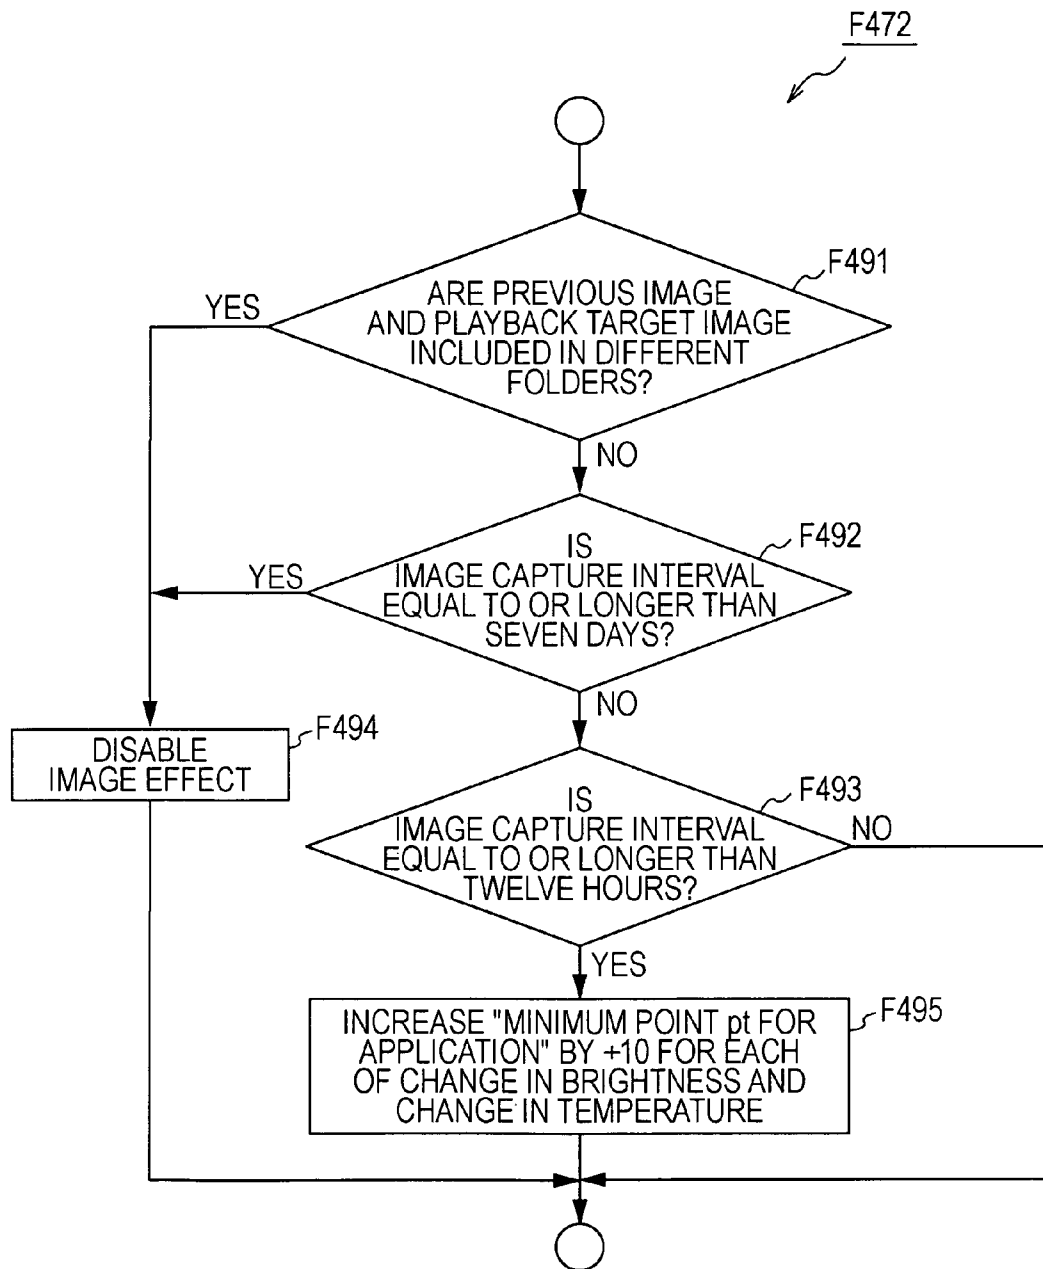 F472
F491
ARE PREVIOUS IMAGE
AND PLAYBACK TARGET IMAGE
INCLUDED IN DIFFERENT
FOLDERS?
YES
NO
F492
IS
IMAGE CAPTURE INTERVAL
EQUAL TO OR LONGER THAN
SEVEN DAYS?
YES
NO
F494
DISABLE
IMAGE EFFECT
F493
IS
IMAGE CAPTURE INTERVAL
EQUAL TO OR LONGER THAN
TWELVE HOURS?
NO
YES
F495
INCREASE "MINIMUM POINT pt FOR
APPLICATION" BY +10 FOR EACH
OF CHANGE IN BRIGHTNESS AND
CHANGE IN TEMPERATURE